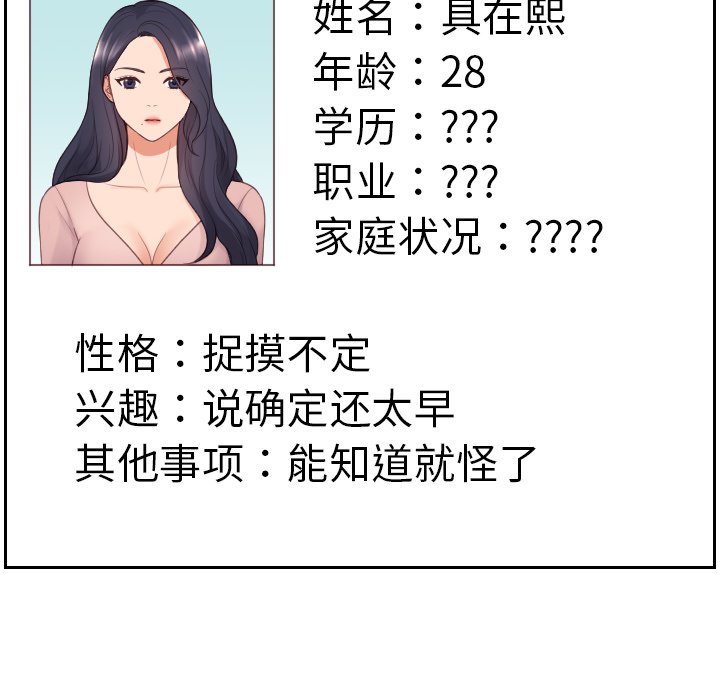 姓名：具在熙
年龄：28
学历：???
职业：???
家庭状况：????
性格：捉摸不定
兴趣：说确定还太早
其他事项：能知道就怪了